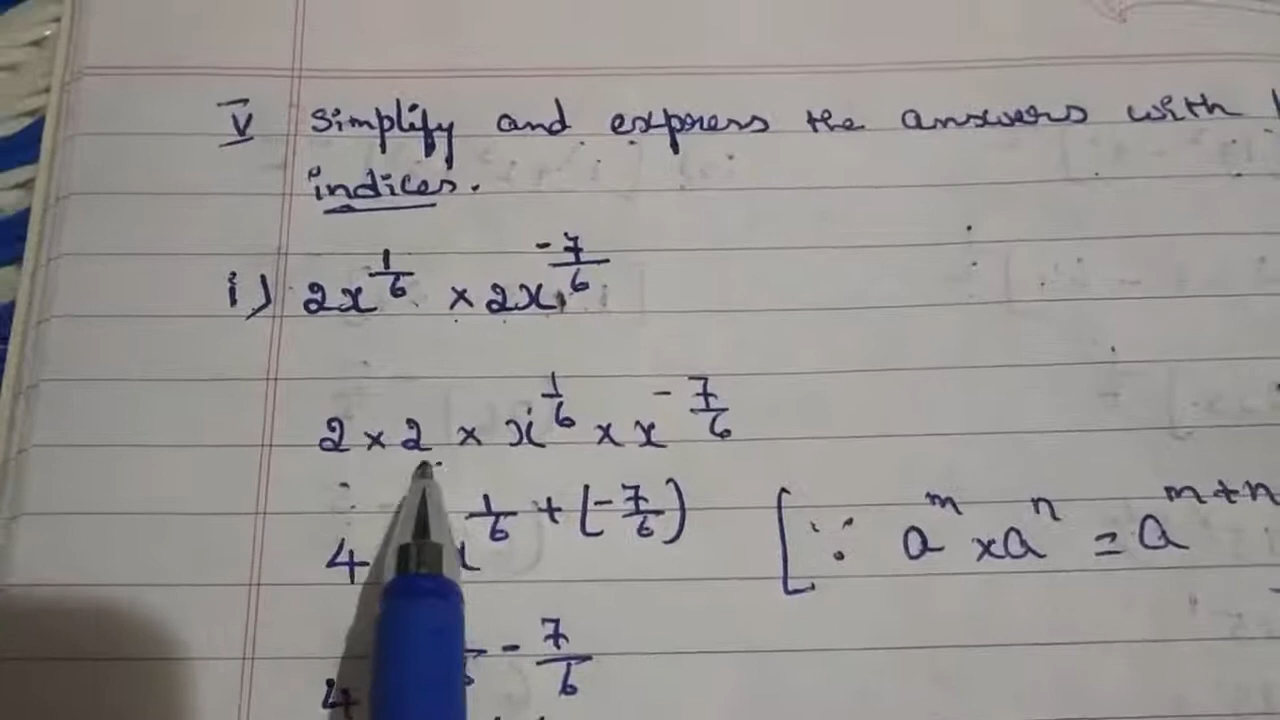 V simplify and express the answers with
indices.
i) 2x^(1/6) × 2x^(-7/6)
2 × 2 × x^(1/6) × x^(-7/6)
4 x^(1/6 + (-7/6)) [∵ a^m × a^n = a^(m+n)
4 - 7/6